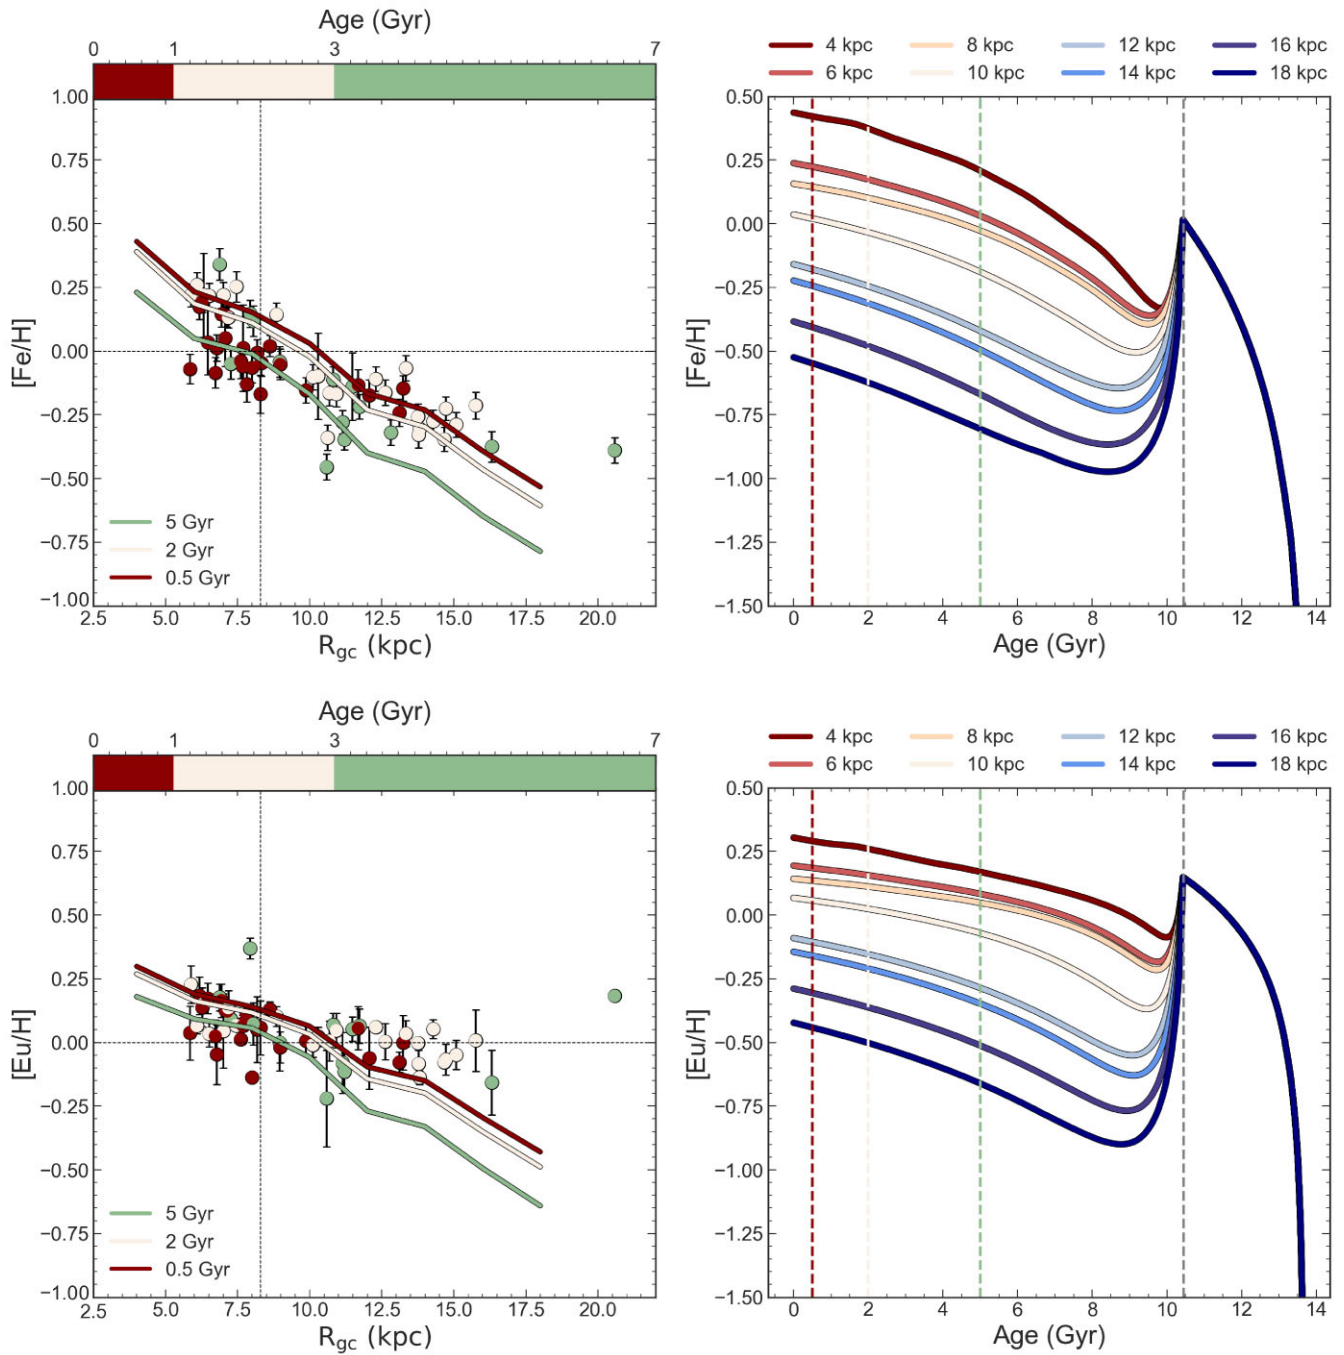 Age (Gyr)
0 1 3 7
1.00
0.75
0.50
0.25
0.00
−0.25
−0.50
−0.75
−1.00
[Fe/H]
5 Gyr
2 Gyr
0.5 Gyr
2.5 5.0 7.5 10.0 12.5 15.0 17.5 20.0
Rgc (kpc)
4 kpc 8 kpc 12 kpc 16 kpc
6 kpc 10 kpc 14 kpc 18 kpc
0.50
0.25
0.00
−0.25
−0.50
−0.75
−1.00
−1.25
−1.50
[Fe/H]
0 2 4 6 8 10 12 14
Age (Gyr)
Age (Gyr)
0 1 3 7
1.00
0.75
0.50
0.25
0.00
−0.25
−0.50
−0.75
−1.00
[Eu/H]
5 Gyr
2 Gyr
0.5 Gyr
2.5 5.0 7.5 10.0 12.5 15.0 17.5 20.0
Rgc (kpc)
4 kpc 8 kpc 12 kpc 16 kpc
6 kpc 10 kpc 14 kpc 18 kpc
0.50
0.25
0.00
−0.25
−0.50
−0.75
−1.00
−1.25
−1.50
[Eu/H]
0 2 4 6 8 10 12 14
Age (Gyr)